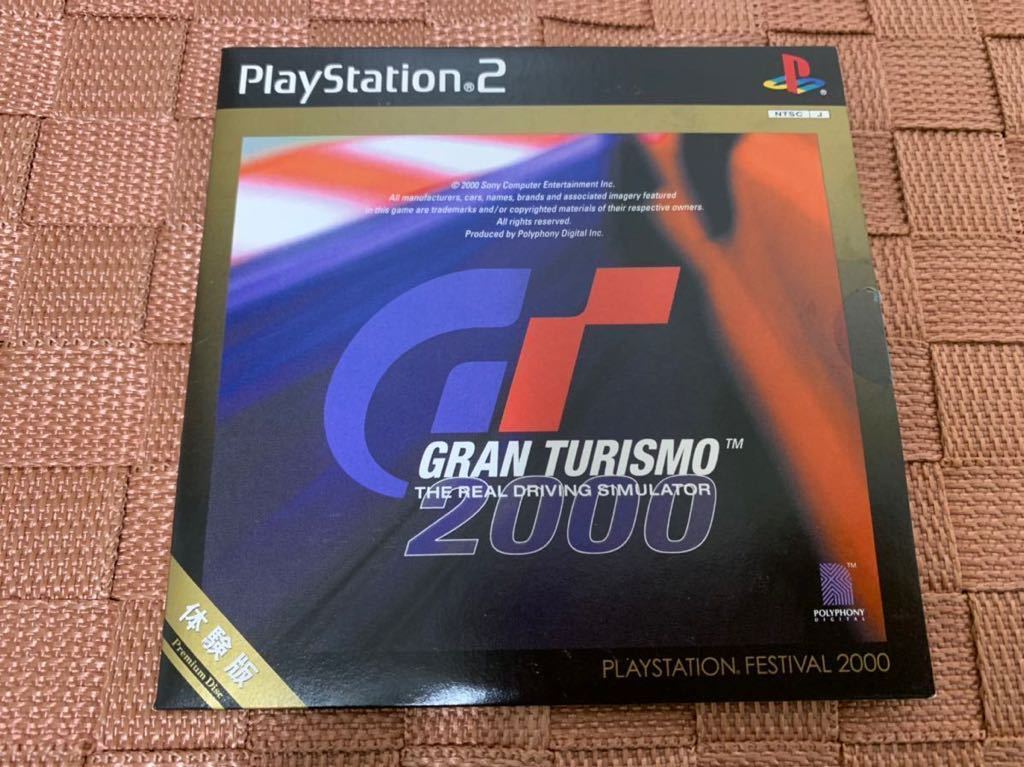 PlayStation®2
®
NTSC J
© 2000 Sony Computer Entertainment Inc.
All manufacturers, cars, names, brands and associated imagery featured
in this game are trademarks and/or copyrighted materials of their respective owners.
All rights reserved.
Produced by Polyphony Digital Inc.
GT
GRAN TURISMO™
THE REAL DRIVING SIMULATOR
2000
体験版
Premium Disc
™
POLYPHONY
DIGITAL
PLAYSTATION® FESTIVAL 2000